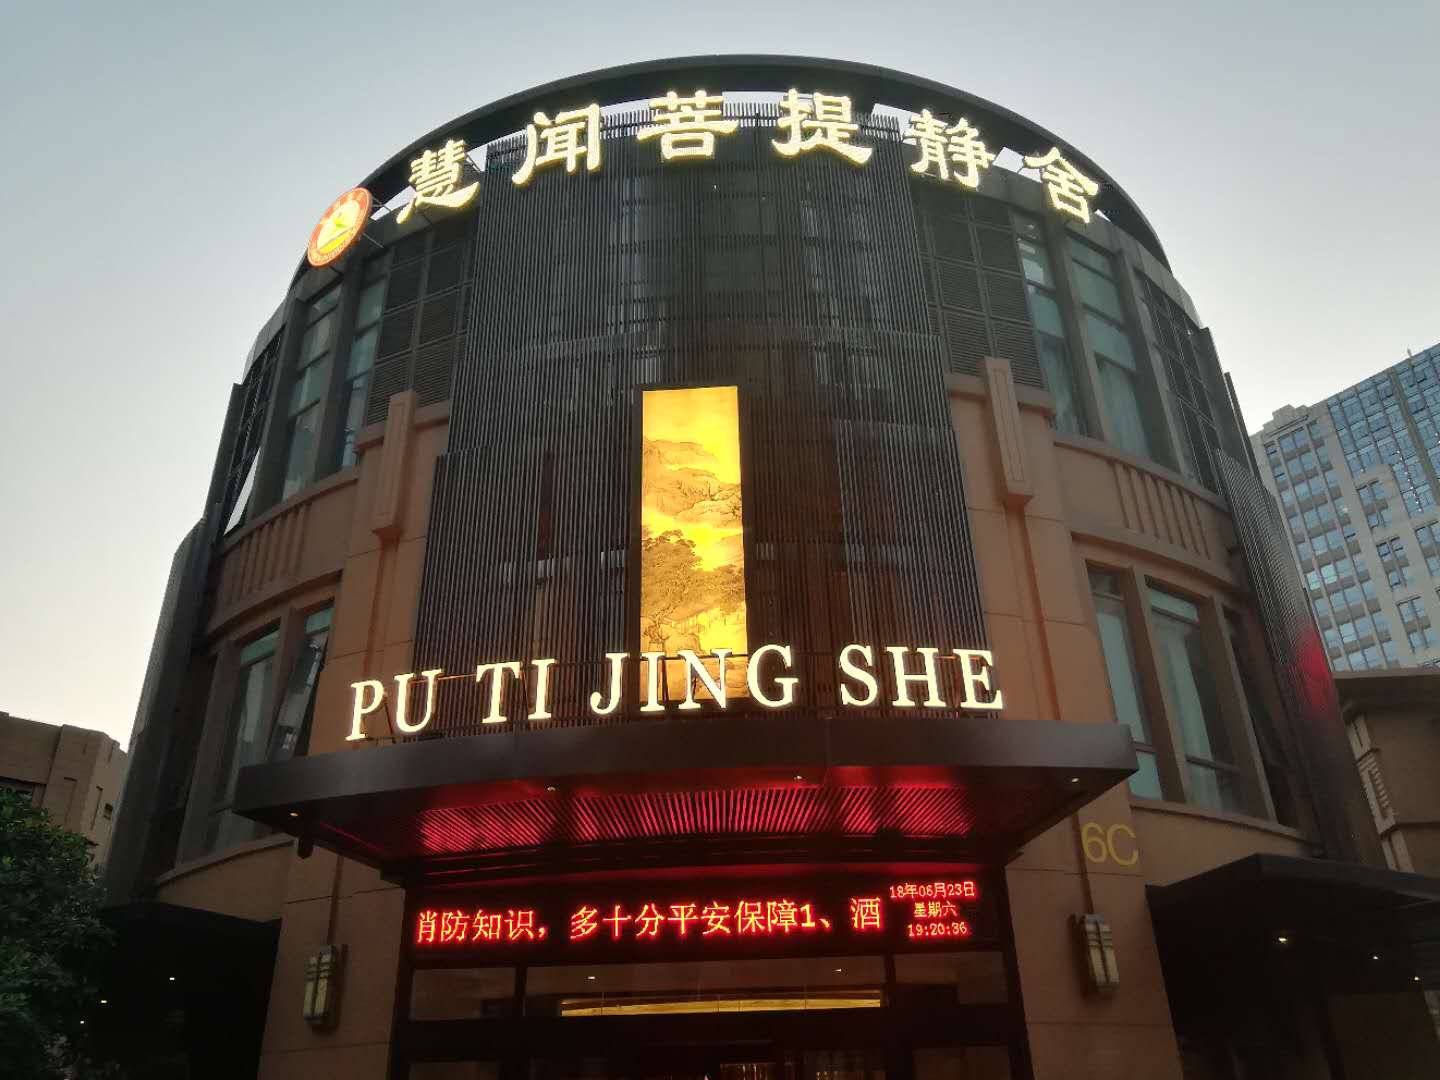 慧闻菩提静舍
PU TI JING SHE
6C
消防知识，多十分平安保障1、酒
18年06月23日
星期六
19:20:36